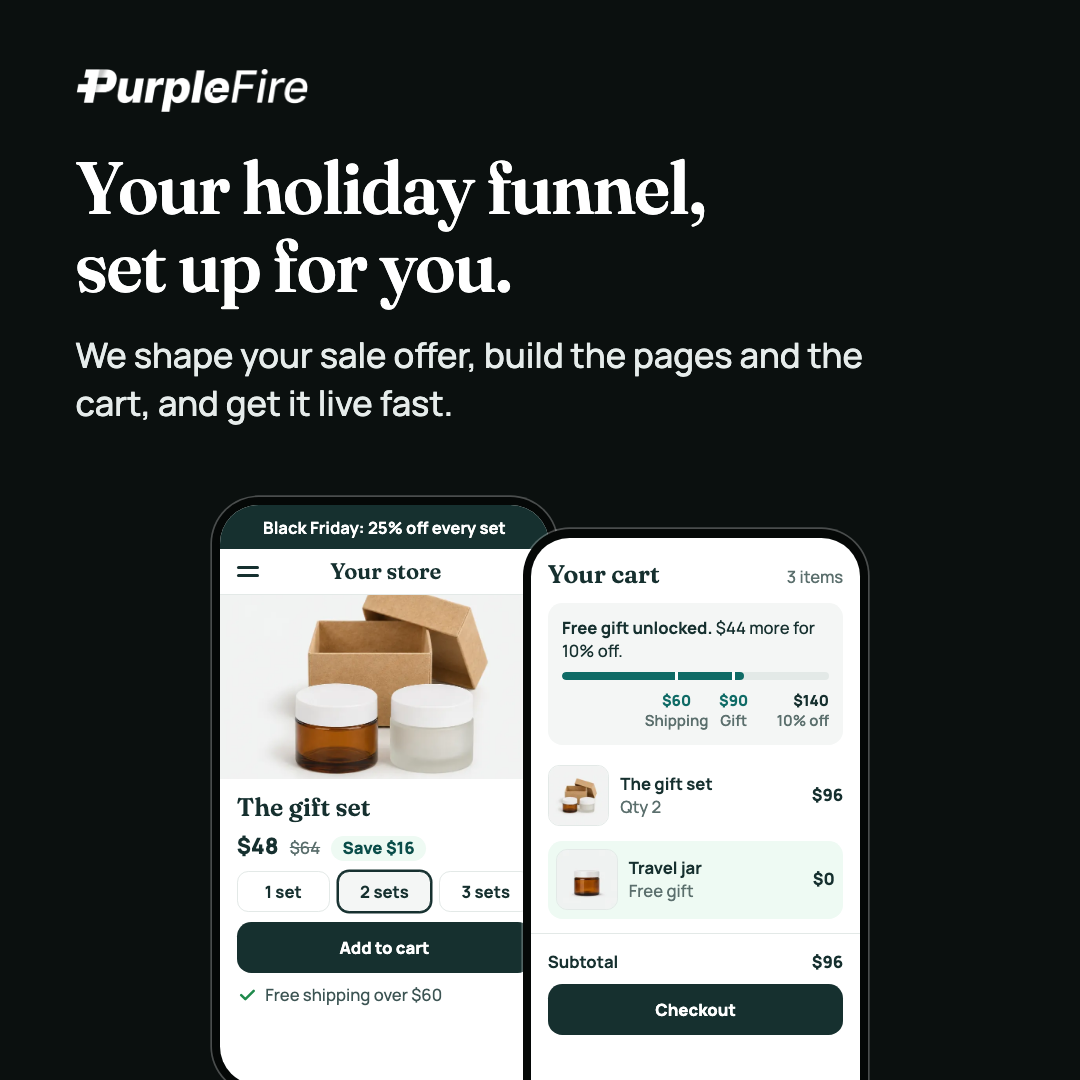 PurpleFire
Your holiday funnel,
set up for you.
We shape your sale offer, build the pages and the
cart, and get it live fast.
Black Friday: 25% off every set
Your store
The gift set
$48 $64 Save $16
1 set 2 sets 3 sets
Add to cart
Free shipping over $60
Your cart 3 items
Free gift unlocked. $44 more for
10% off.
$60 $90 $140
Shipping Gift 10% off
The gift set
Qty 2
$96
Travel jar
Free gift
$0
Subtotal $96
Checkout